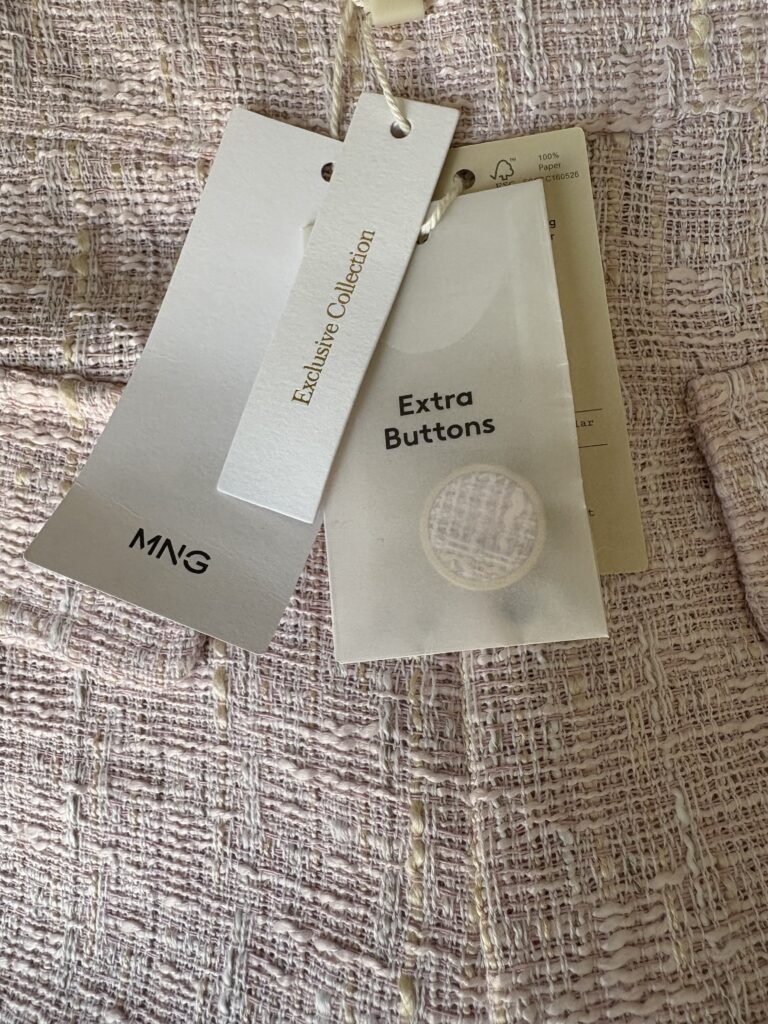 100%
Paper
Exclusive Collection
Extra
Buttons
MNG